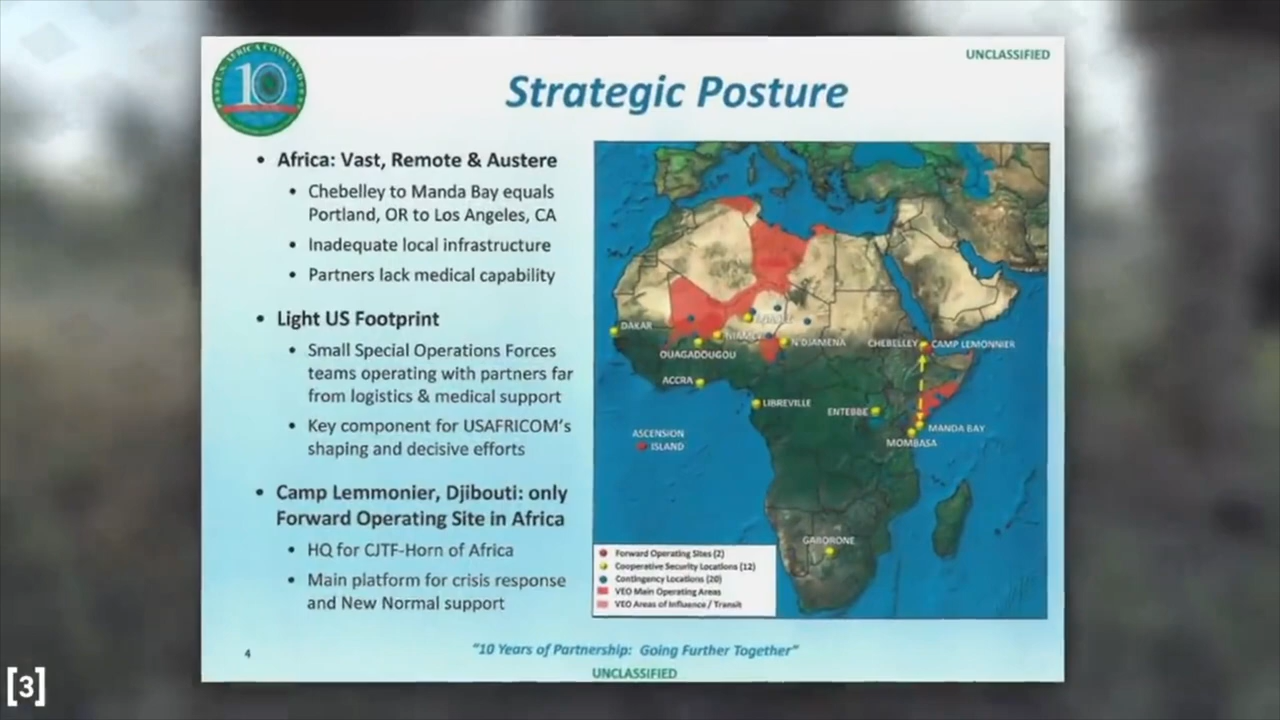 UNCLASSIFIED
U.S. AFRICA COMMAND
10
Strategic Posture
• Africa: Vast, Remote & Austere
• Chebelley to Manda Bay equals
Portland, OR to Los Angeles, CA
• Inadequate local infrastructure
• Partners lack medical capability
• Light US Footprint
• Small Special Operations Forces
teams operating with partners far
from logistics & medical support
• Key component for USAFRICOM's
shaping and decisive efforts
• Camp Lemmonier, Djibouti: only
Forward Operating Site in Africa
• HQ for CJTF-Horn of Africa
• Main platform for crisis response
and New Normal support
DAKAR
NIAMEY
OUAGADOUGOU
N'DJAMENA
CHEBELLEY
CAMP LEMONNIER
ACCRA
LIBREVILLE
ENTEBBE
MANDA BAY
MOMBASA
ASCENSION
ISLAND
GABORONE
Forward Operating Sites (2)
Cooperative Security Locations (12)
Contingency Locations (20)
VEO Main Operating Areas
VEO Areas of Influence / Transit
4
"10 Years of Partnership: Going Further Together"
UNCLASSIFIED
[3]